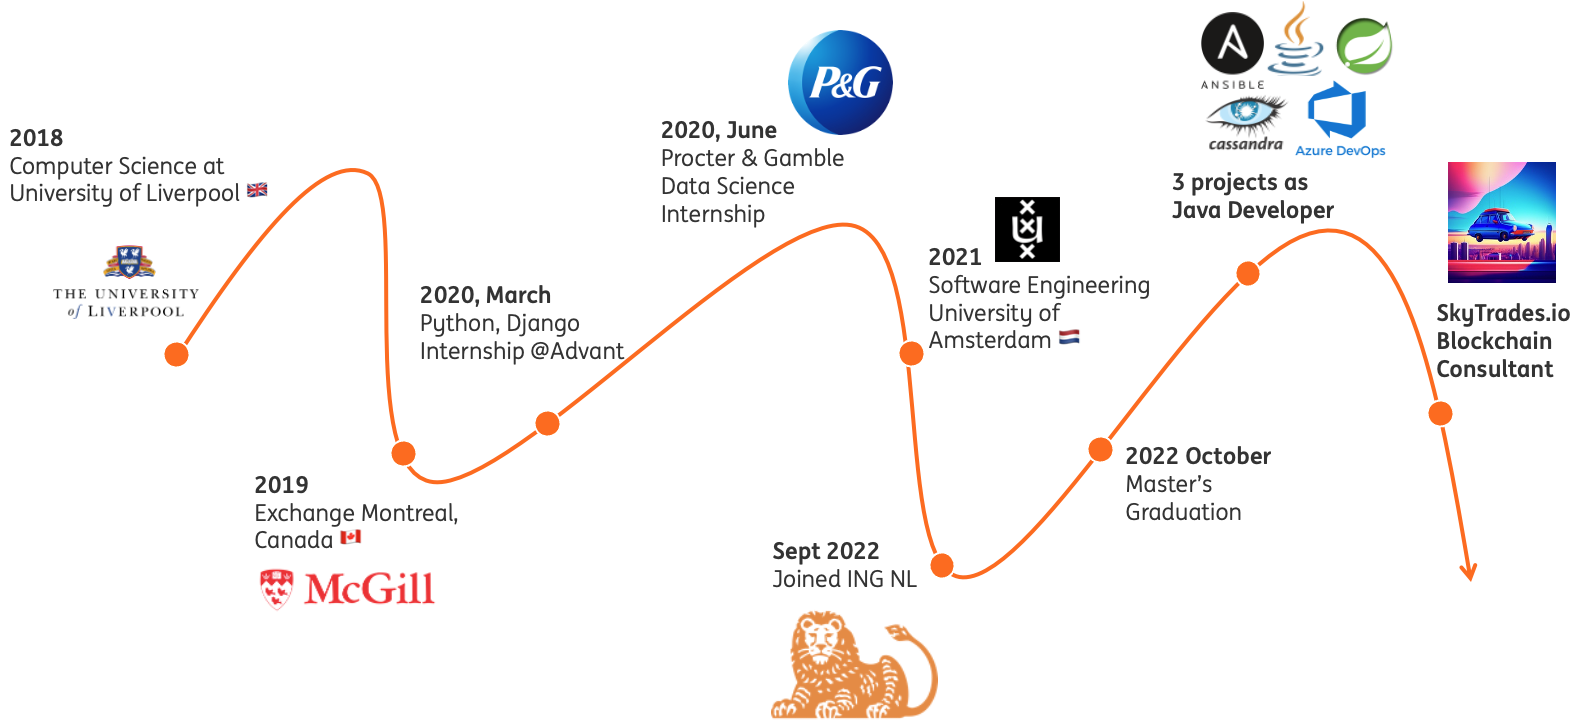 2018
Computer Science at
University of Liverpool
THE UNIVERSITY
of LIVERPOOL
2019
Exchange Montreal,
Canada
McGill
2020, March
Python, Django
Internship @Advant
P&G
2020, June
Procter & Gamble
Data Science
Internship
2021
Software Engineering
University of
Amsterdam
Sept 2022
Joined ING NL
2022 October
Master’s
Graduation
ANSIBLE
cassandra
Azure DevOps
3 projects as
Java Developer
SkyTrades.io
Blockchain
Consultant